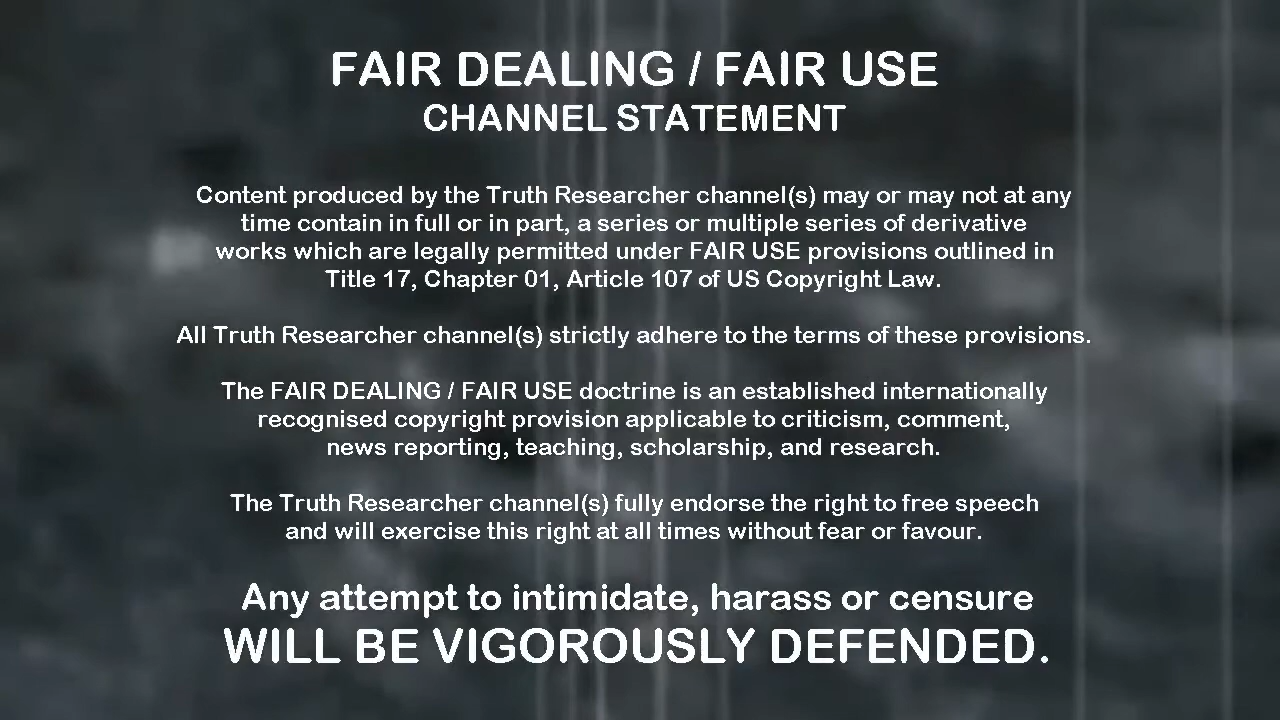 FAIR DEALING / FAIR USE
CHANNEL STATEMENT
Content produced by the Truth Researcher channel(s) may or may not at any
time contain in full or in part, a series or multiple series of derivative
works which are legally permitted under FAIR USE provisions outlined in
Title 17, Chapter 01, Article 107 of US Copyright Law.
All Truth Researcher channel(s) strictly adhere to the terms of these provisions.
The FAIR DEALING / FAIR USE doctrine is an established internationally
recognised copyright provision applicable to criticism, comment,
news reporting, teaching, scholarship, and research.
The Truth Researcher channel(s) fully endorse the right to free speech
and will exercise this right at all times without fear or favour.
Any attempt to intimidate, harass or censure
WILL BE VIGOROUSLY DEFENDED.